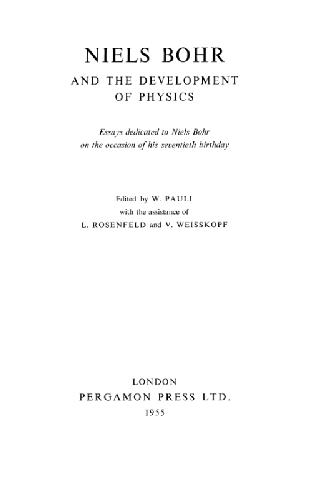 NIELS BOHR
AND THE DEVELOPMENT
OF PHYSICS
Essays dedicated to Niels Bohr
on the occasion of his seventieth birthday
Edited by W. PAULI
with the assistance of
L. ROSENFELD and V. WEISSKOPF
LONDON
PERGAMON PRESS LTD.
1955